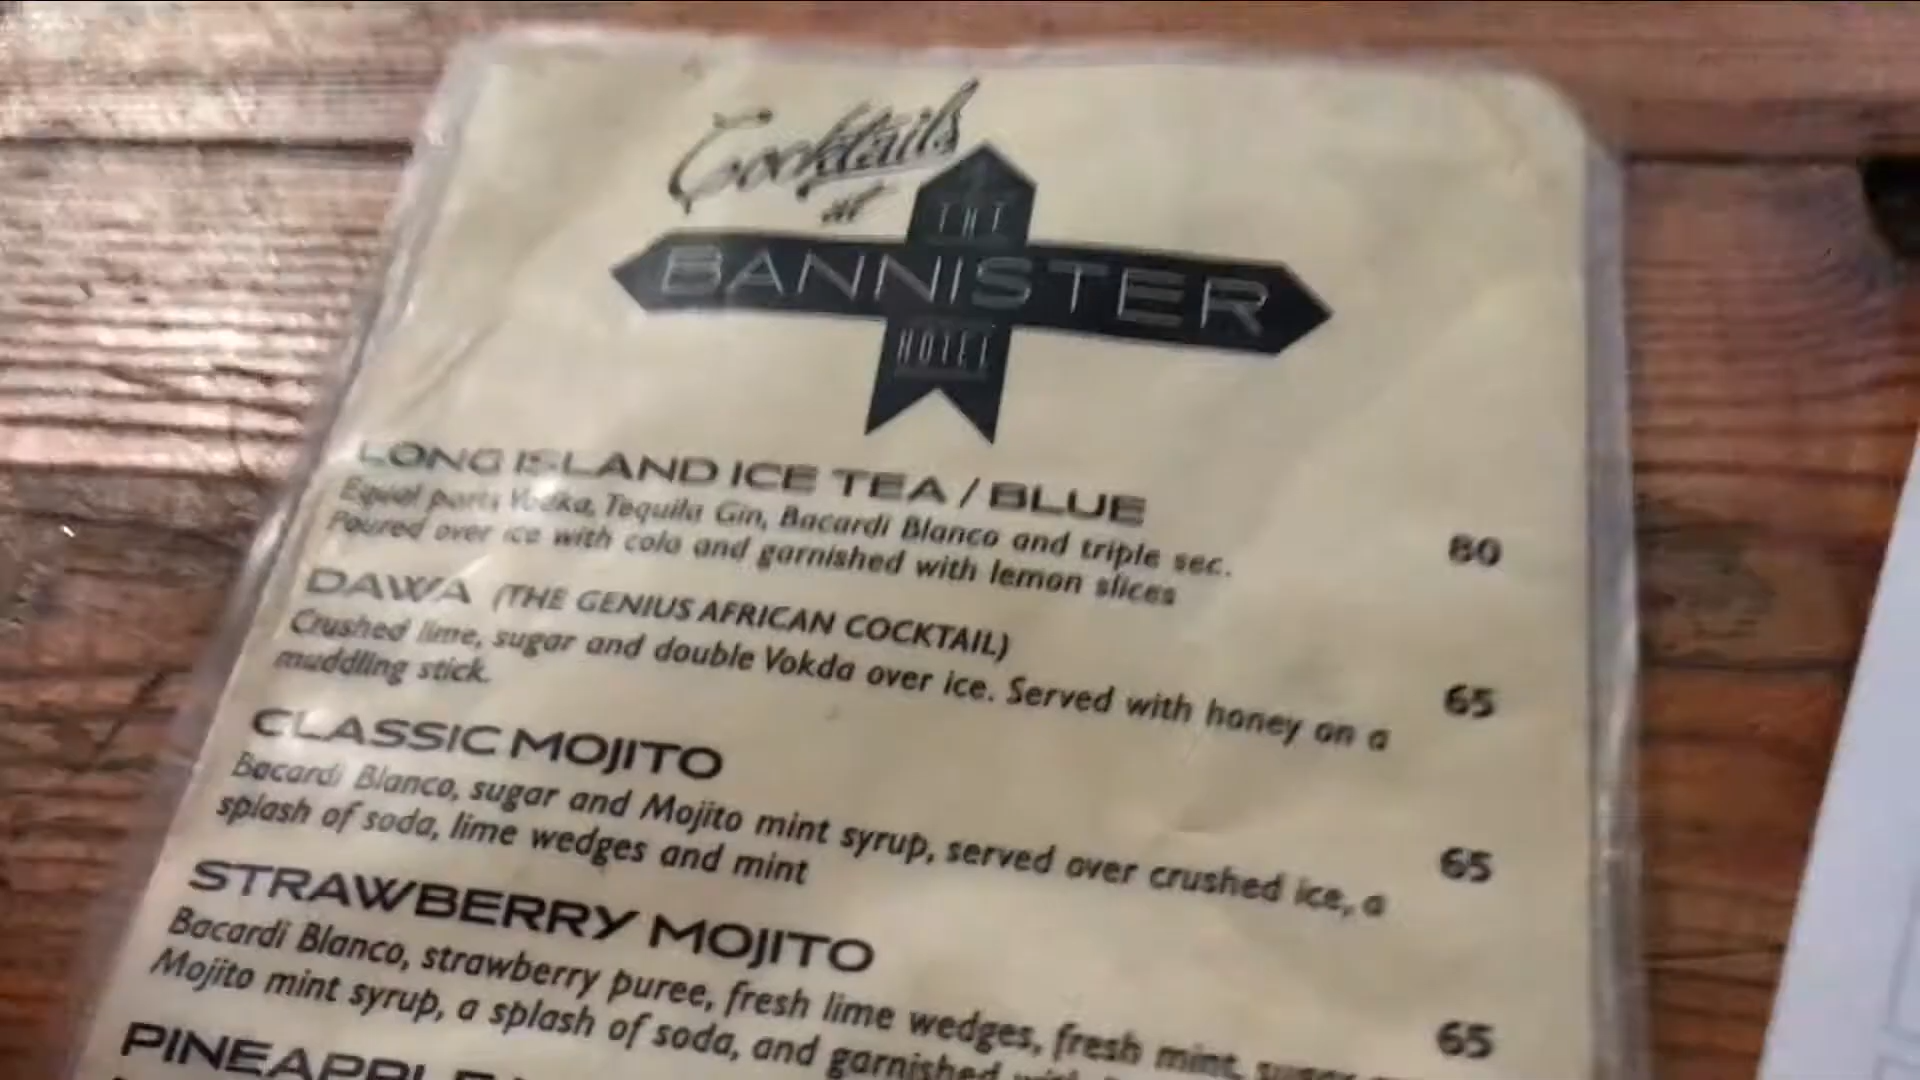 Cocktails
at
THE
BANNISTER
HOTEL
LONG ISLAND ICE TEA / BLUE
Equal parts Vodka, Tequila Gin, Bacardi Blanco and triple sec. 80
Poured over ice with cola and garnished with lemon slices
DAWA (THE GENIUS AFRICAN COCKTAIL)
Crushed lime, sugar and double Vokda over ice. Served with honey on a 65
muddling stick.
CLASSIC MOJITO
Bacardi Blanco, sugar and Mojito mint syrup, served over crushed ice, a 65
splash of soda, lime wedges and mint
STRAWBERRY MOJITO
Bacardi Blanco, strawberry puree, fresh lime wedges, fresh mint, sugar 65
Mojito mint syrup, a splash of soda, and garnished
PINEAPPLE